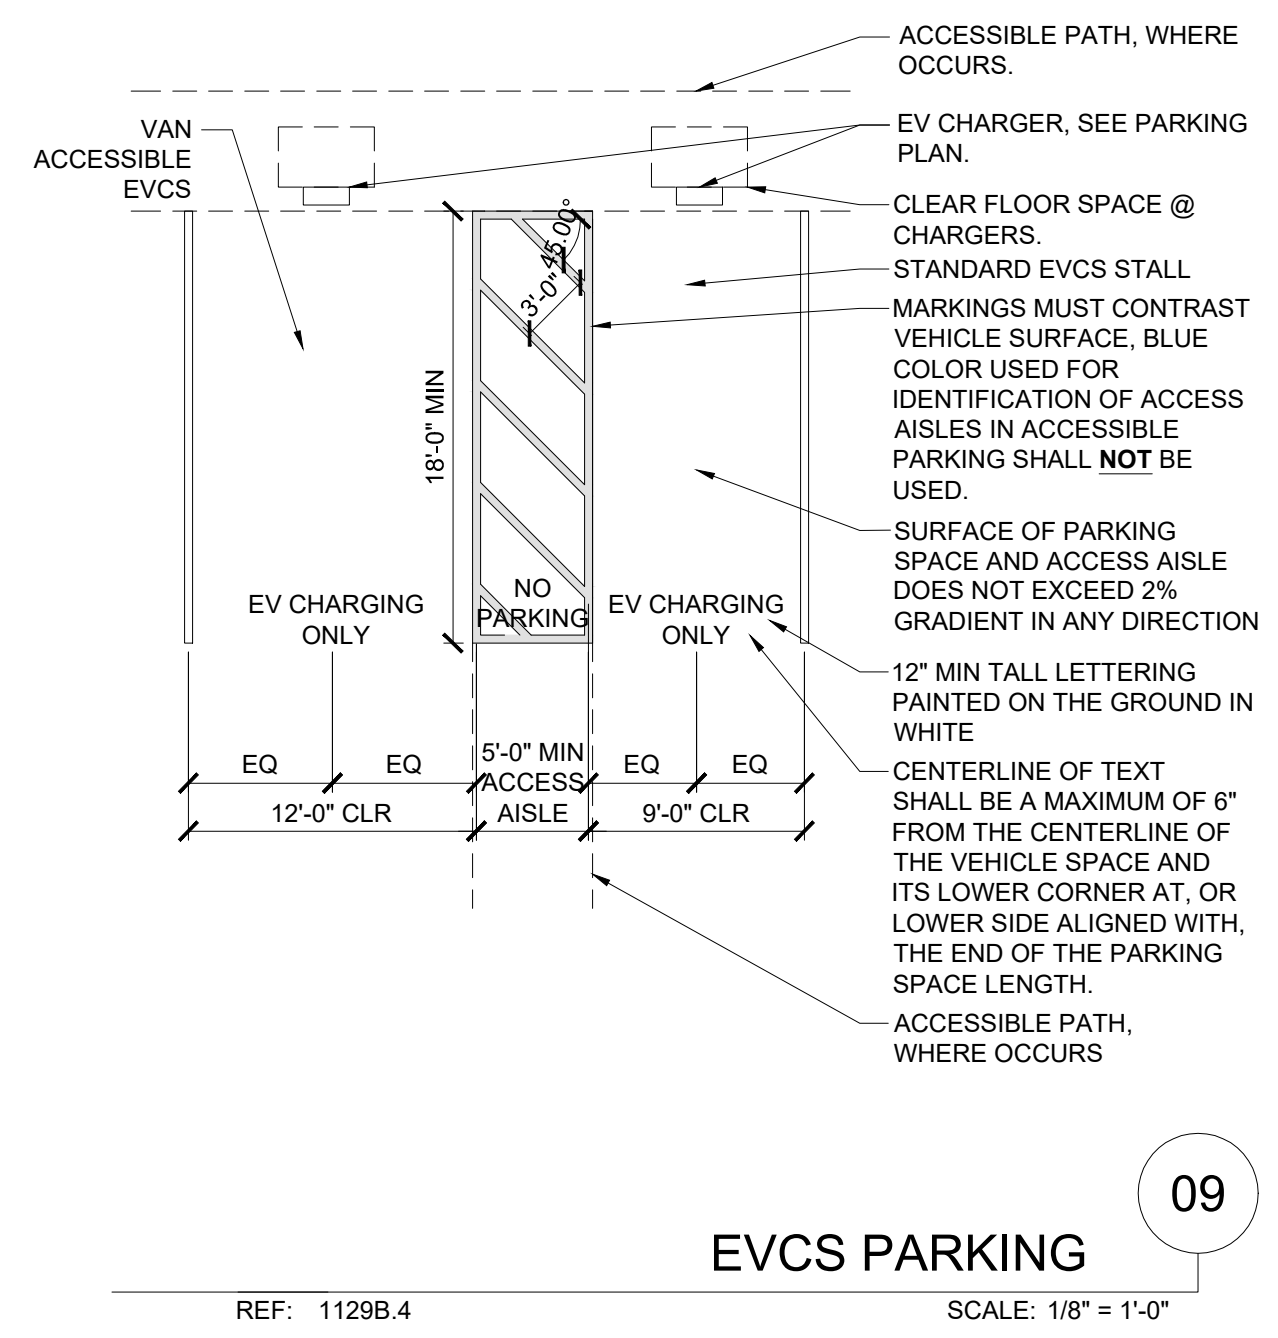 ACCESSIBLE PATH, WHERE
OCCURS.
EV CHARGER, SEE PARKING
PLAN.
VAN
ACCESSIBLE
EVCS
CLEAR FLOOR SPACE @
CHARGERS.
STANDARD EVCS STALL
45.00°
3'-0"
MARKINGS MUST CONTRAST
VEHICLE SURFACE, BLUE
COLOR USED FOR
IDENTIFICATION OF ACCESS
AISLES IN ACCESSIBLE
PARKING SHALL NOT BE
USED.
18'-0" MIN
SURFACE OF PARKING
SPACE AND ACCESS AISLE
DOES NOT EXCEED 2%
GRADIENT IN ANY DIRECTION
EV CHARGING
ONLY
NO
PARKING
EV CHARGING
ONLY
12" MIN TALL LETTERING
PAINTED ON THE GROUND IN
WHITE
EQ
EQ
5'-0" MIN
ACCESS
AISLE
EQ
EQ
12'-0" CLR
9'-0" CLR
CENTERLINE OF TEXT
SHALL BE A MAXIMUM OF 6"
FROM THE CENTERLINE OF
THE VEHICLE SPACE AND
ITS LOWER CORNER AT, OR
LOWER SIDE ALIGNED WITH,
THE END OF THE PARKING
SPACE LENGTH.
ACCESSIBLE PATH,
WHERE OCCURS
09
EVCS PARKING
REF: 1129B.4
SCALE: 1/8" = 1'-0"